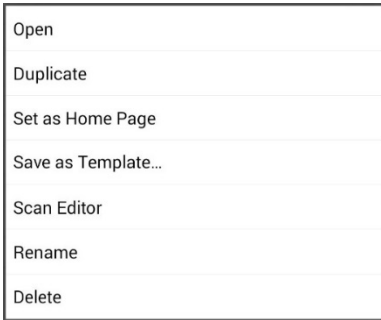 Open
Duplicate
Set as Home Page
Save as Template...
Scan Editor
Rename
Delete